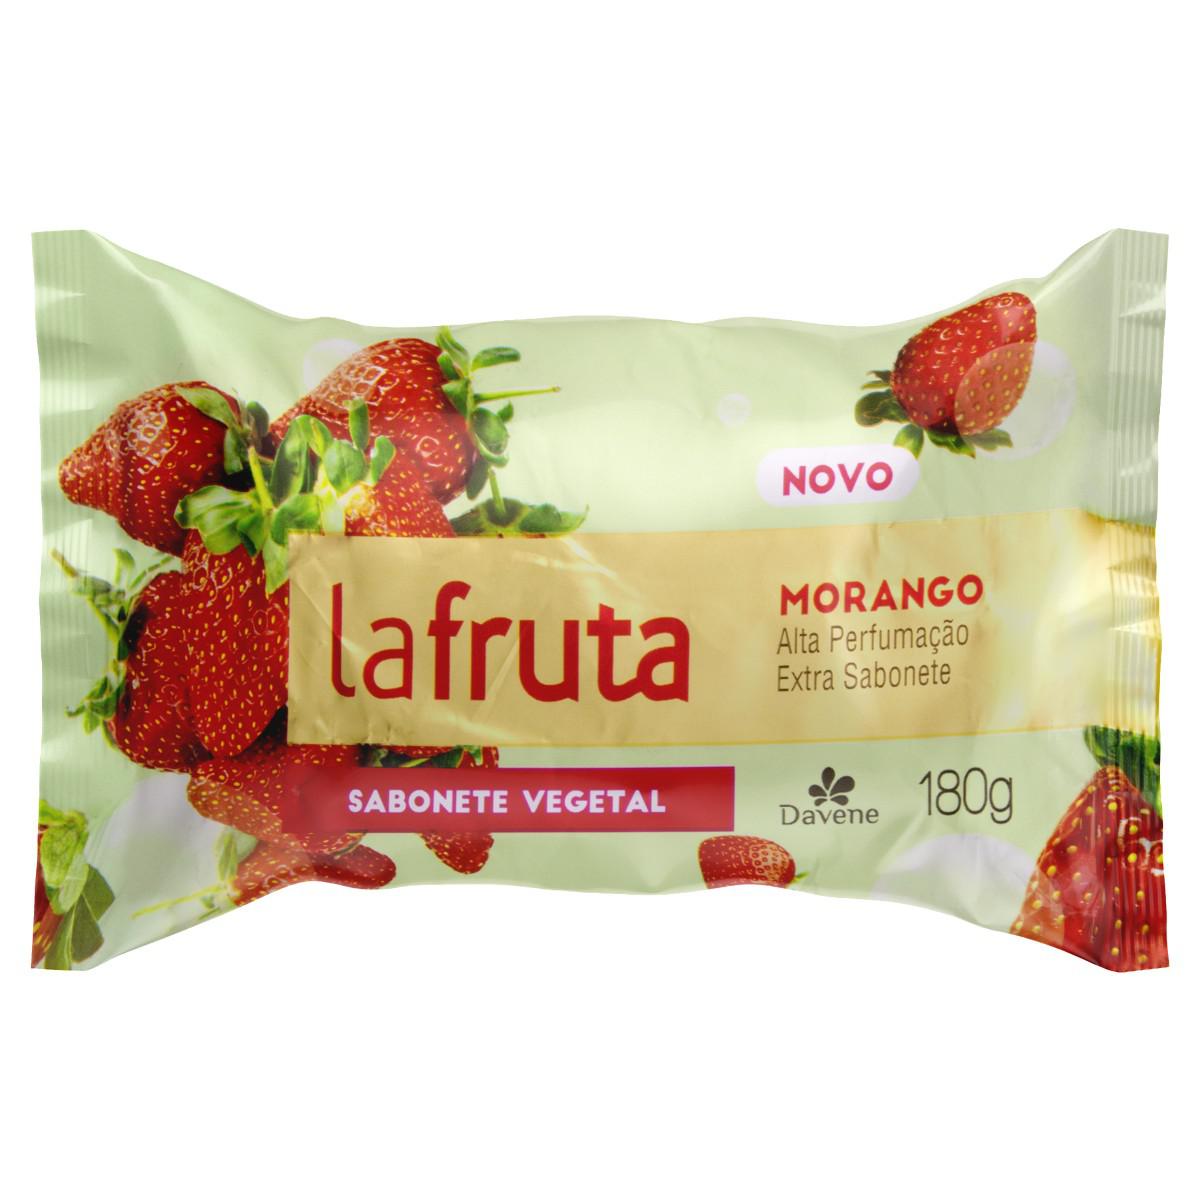 NOVO
lafruta
MORANGO
Alta Perfumação
Extra Sabonete
SABONETE VEGETAL
Davene
180g